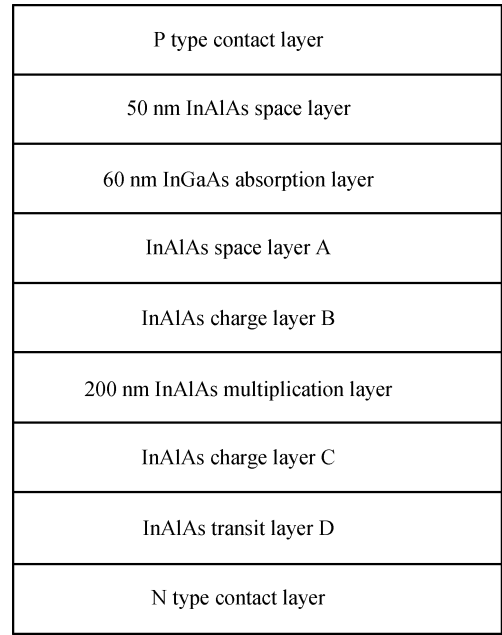 P type contact layer
50 nm InAlAs space layer
60 nm InGaAs absorption layer
InAlAs space layer A
InAlAs charge layer B
200 nm InAlAs multiplication layer
InAlAs charge layer C
InAlAs transit layer D
N type contact layer